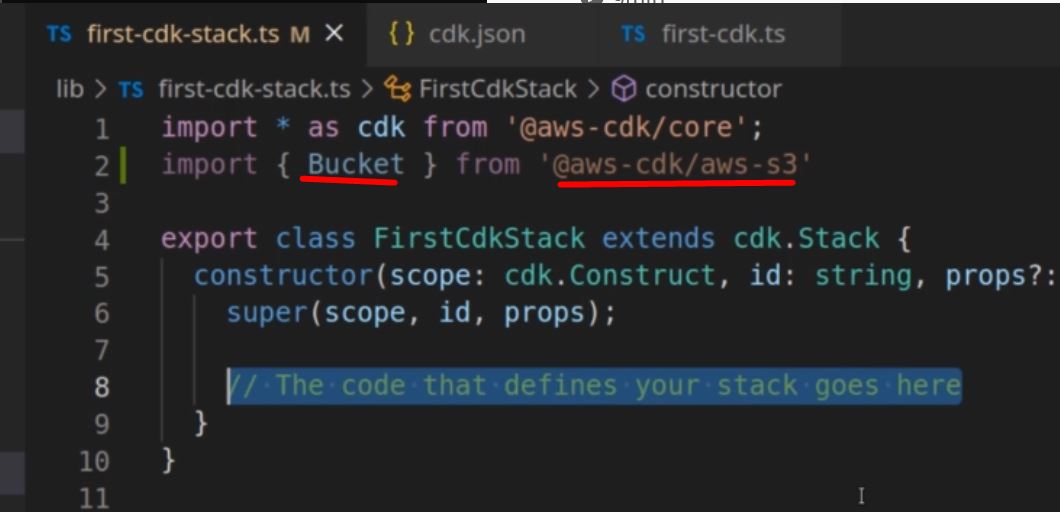 TS first-cdk-stack.ts M ×
{} cdk.json
TS first-cdk.ts
lib > TS first-cdk-stack.ts > FirstCdkStack > constructor
1 import * as cdk from '@aws-cdk/core';
2 import { Bucket } from '@aws-cdk/aws-s3'
3
4 export class FirstCdkStack extends cdk.Stack {
5 constructor(scope: cdk.Construct, id: string, props?:
6 super(scope, id, props);
7
8 // The code that defines your stack goes here
9 }
10 }
11